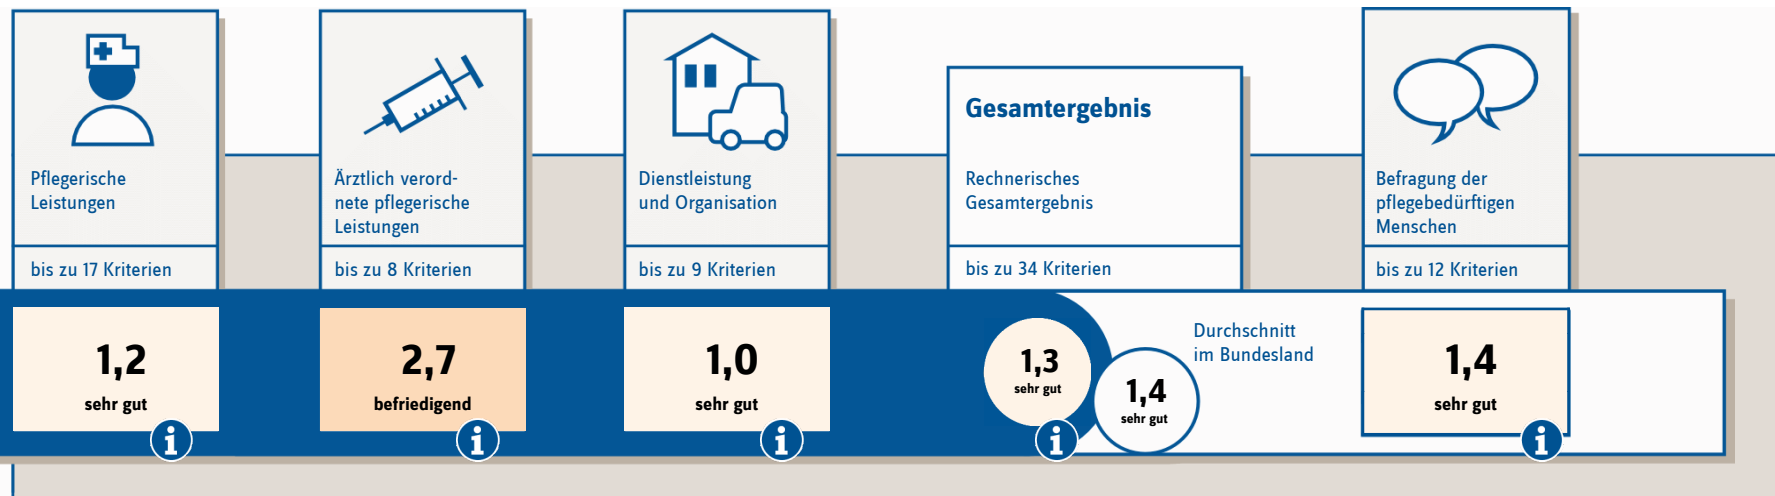 Pflegerische
Leistungen
bis zu 17 Kriterien
1,2
sehr gut
i
Ärztlich verord-
nete pflegerische
Leistungen
bis zu 8 Kriterien
2,7
befriedigend
i
Dienstleistung
und Organisation
bis zu 9 Kriterien
1,0
sehr gut
i
Gesamtergebnis
Rechnerisches
Gesamtergebnis
bis zu 34 Kriterien
1,3
sehr gut
i
Durchschnitt
im Bundesland
1,4
sehr gut
Befragung der
pflegebedürftigen
Menschen
bis zu 12 Kriterien
1,4
sehr gut
i